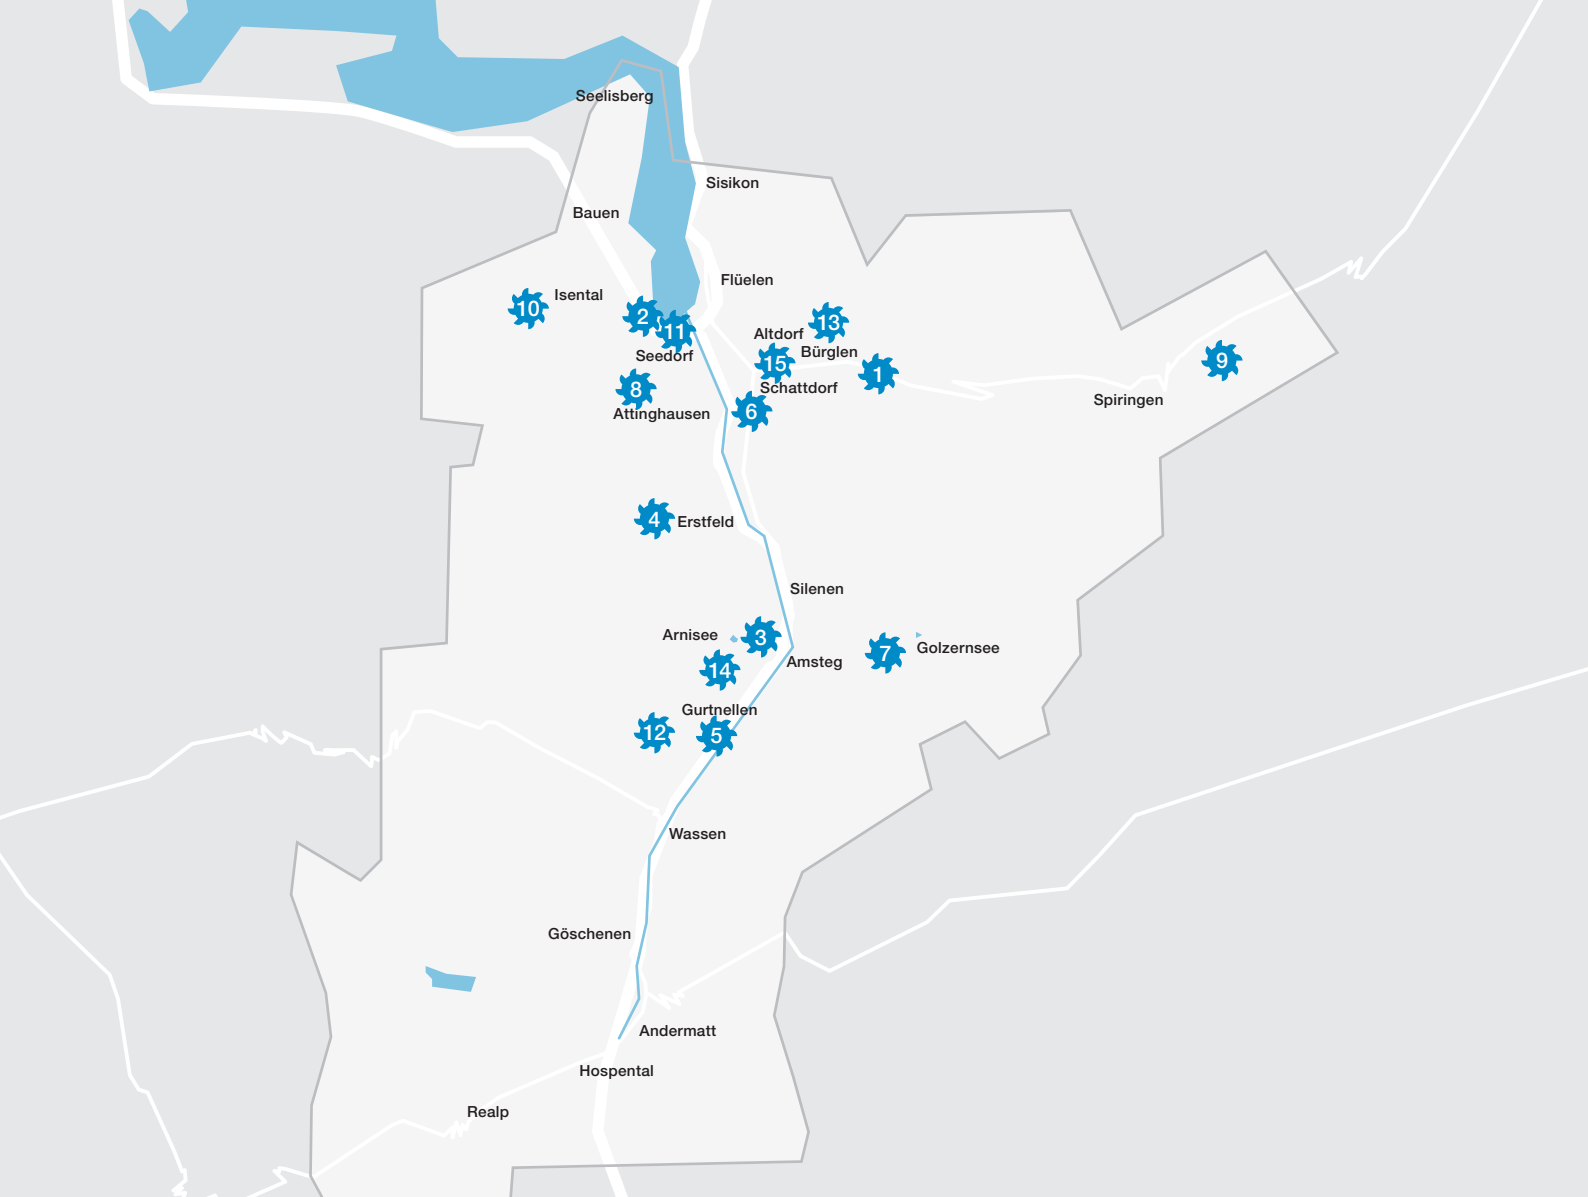 Seelisberg
Sisikon
Bauen
Flüelen
Isental
10
2
11
13
Altdorf
Seedorf
Bürglen
15
1
9
8
Schattdorf
Spiringen
Attinghausen
6
4
Erstfeld
Silenen
Arnisee
3
7
Golzernsee
14
Amsteg
Gurtnellen
12
5
Wassen
Göschenen
Andermatt
Hospental
Realp